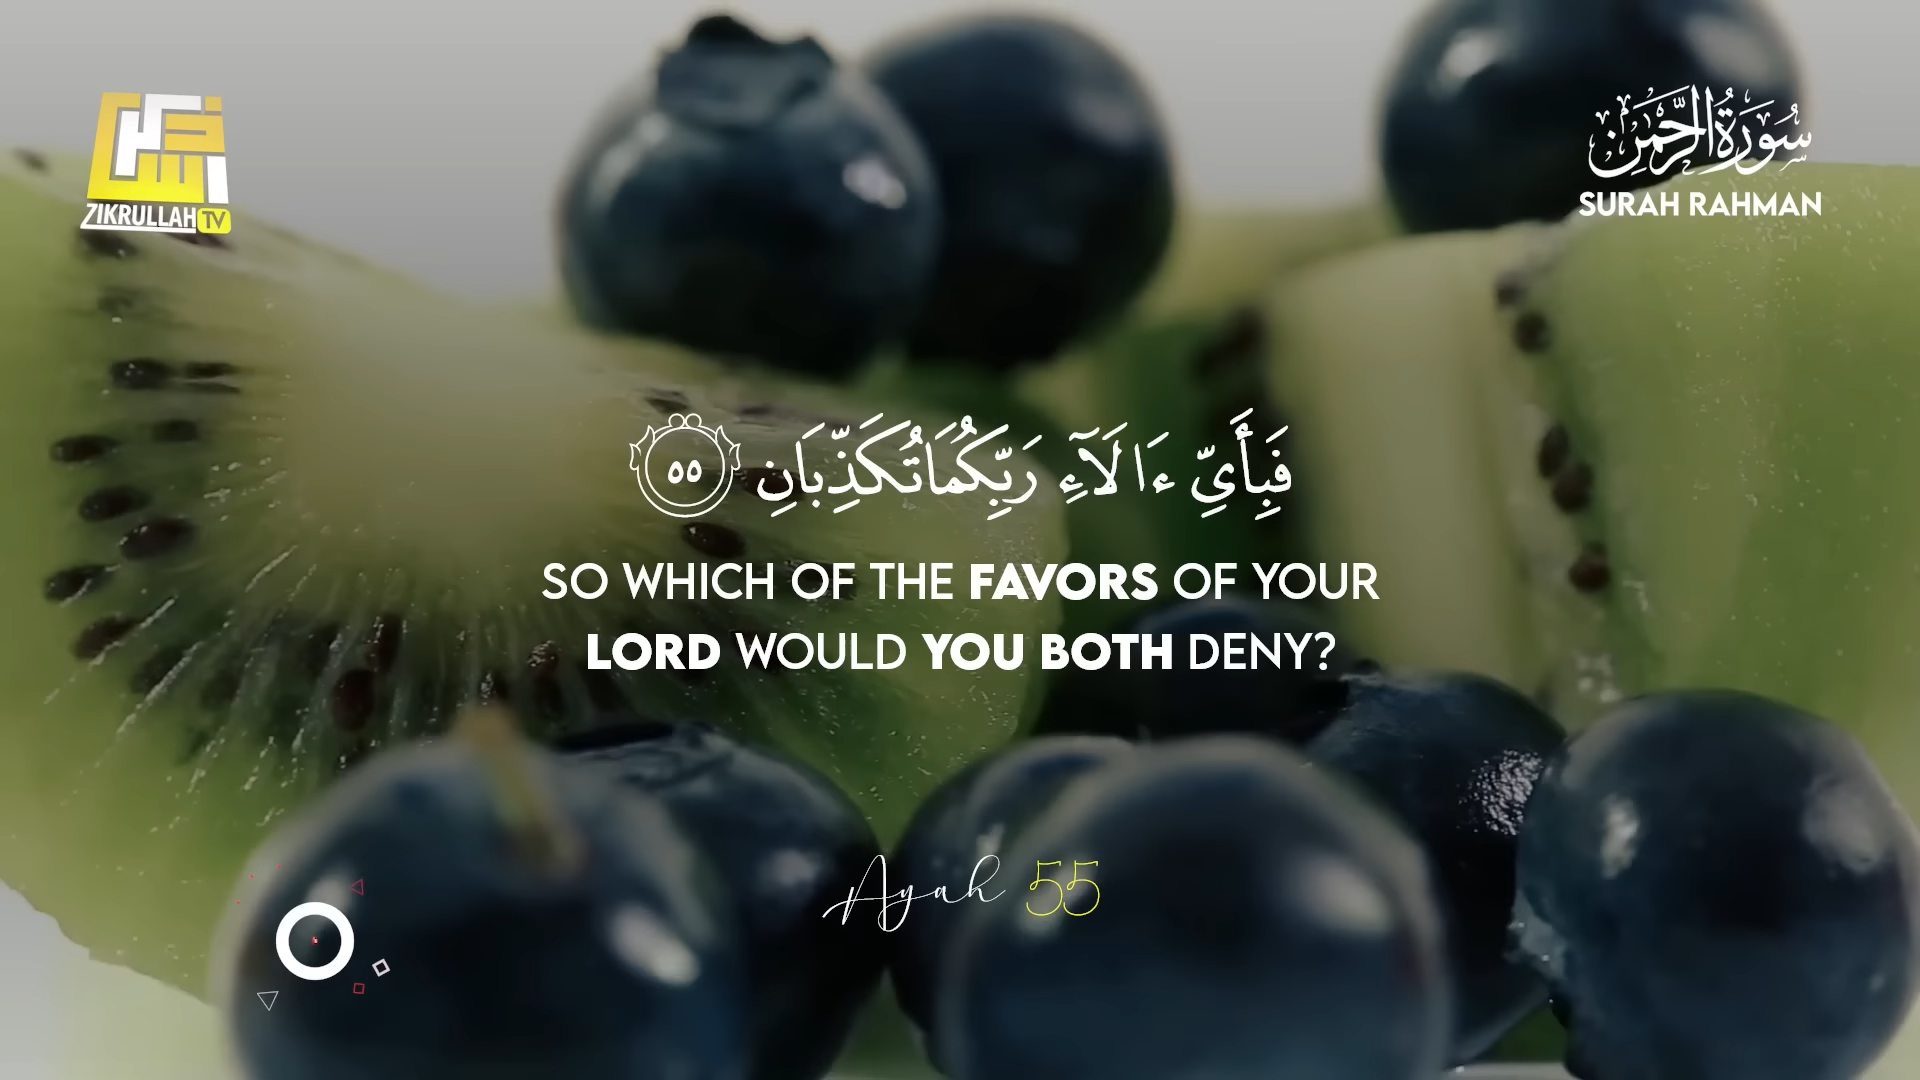 ZIKRULLAH TV
سُورَةُ الرَّحْمَٰن
SURAH RAHMAN
فَبِأَيِّ ءَالَآءِ رَبِّكُمَا تُكَذِّبَانِ ٥٥
SO WHICH OF THE FAVORS OF YOUR
LORD WOULD YOU BOTH DENY?
Ayah 55